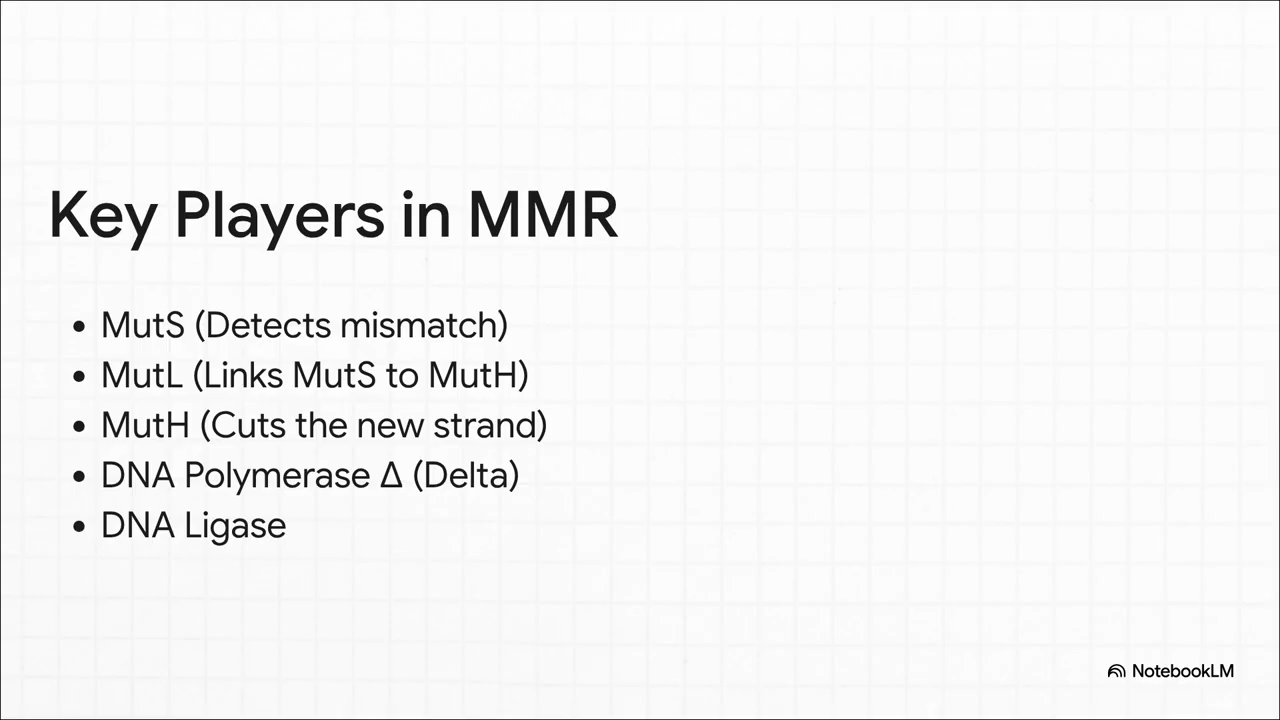 Key Players in MMR
• MutS (Detects mismatch)
• MutL (Links MutS to MutH)
• MutH (Cuts the new strand)
• DNA Polymerase Δ (Delta)
• DNA Ligase
NotebookLM